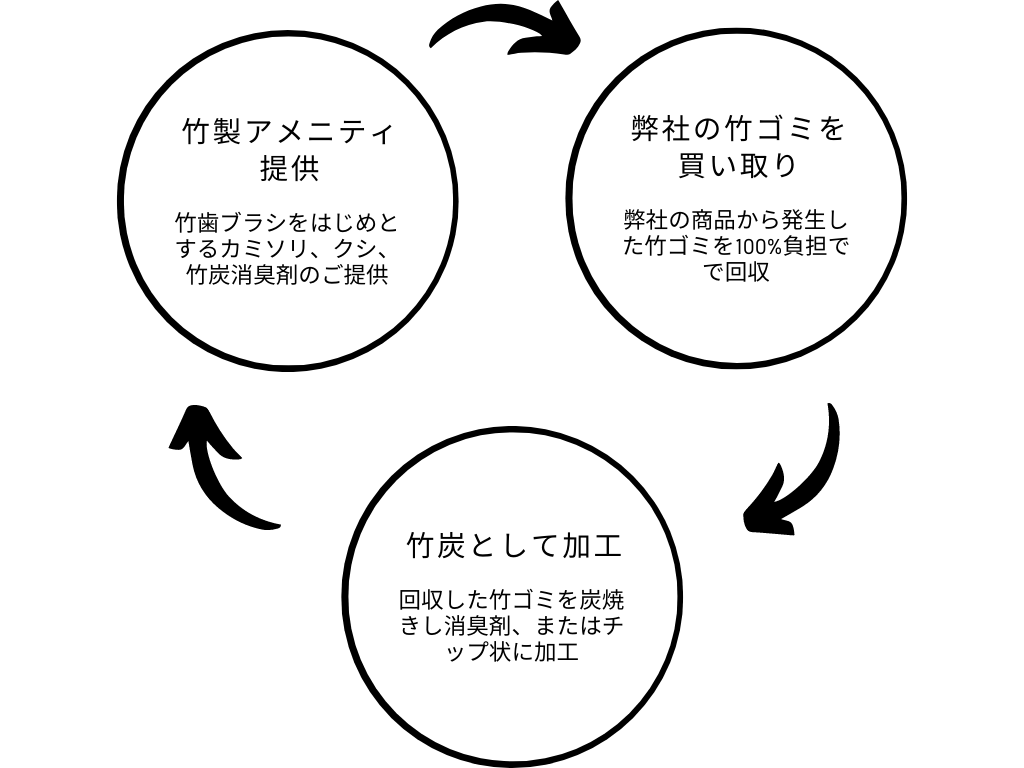 竹製アメニティ
提供
竹歯ブラシをはじめと
するカミソリ、クシ、
竹炭消臭剤のご提供
弊社の竹ゴミを
買い取り
弊社の商品から発生し
た竹ゴミを100%負担で
で回収
竹炭として加工
回収した竹ゴミを炭焼
きし消臭剤、またはチ
ップ状に加工